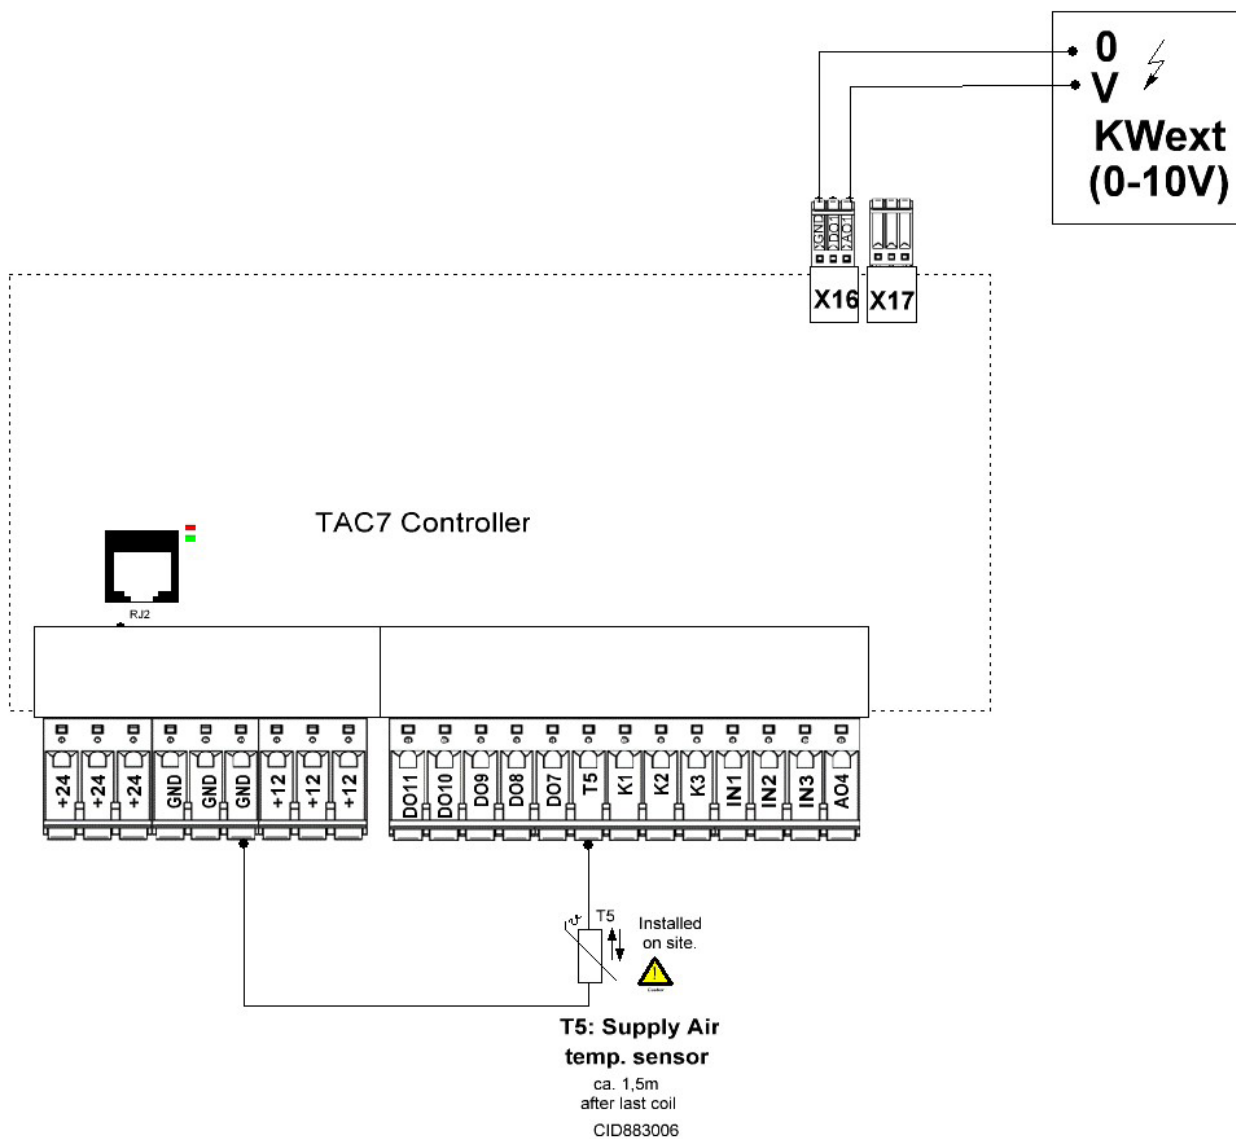 0
V
KWext
(0-10V)
GND
DO1
AO1
X16
X17
TAC7 Controller
RJ2
+24
+24
+24
GND
GND
GND
+12
+12
+12
DO11
DO10
DO9
DO8
DO7
T5
K1
K2
K3
IN1
IN2
IN3
AO4
T5
Installed
on site.
T5: Supply Air
temp. sensor
ca. 1,5m
after last coil
CID883006